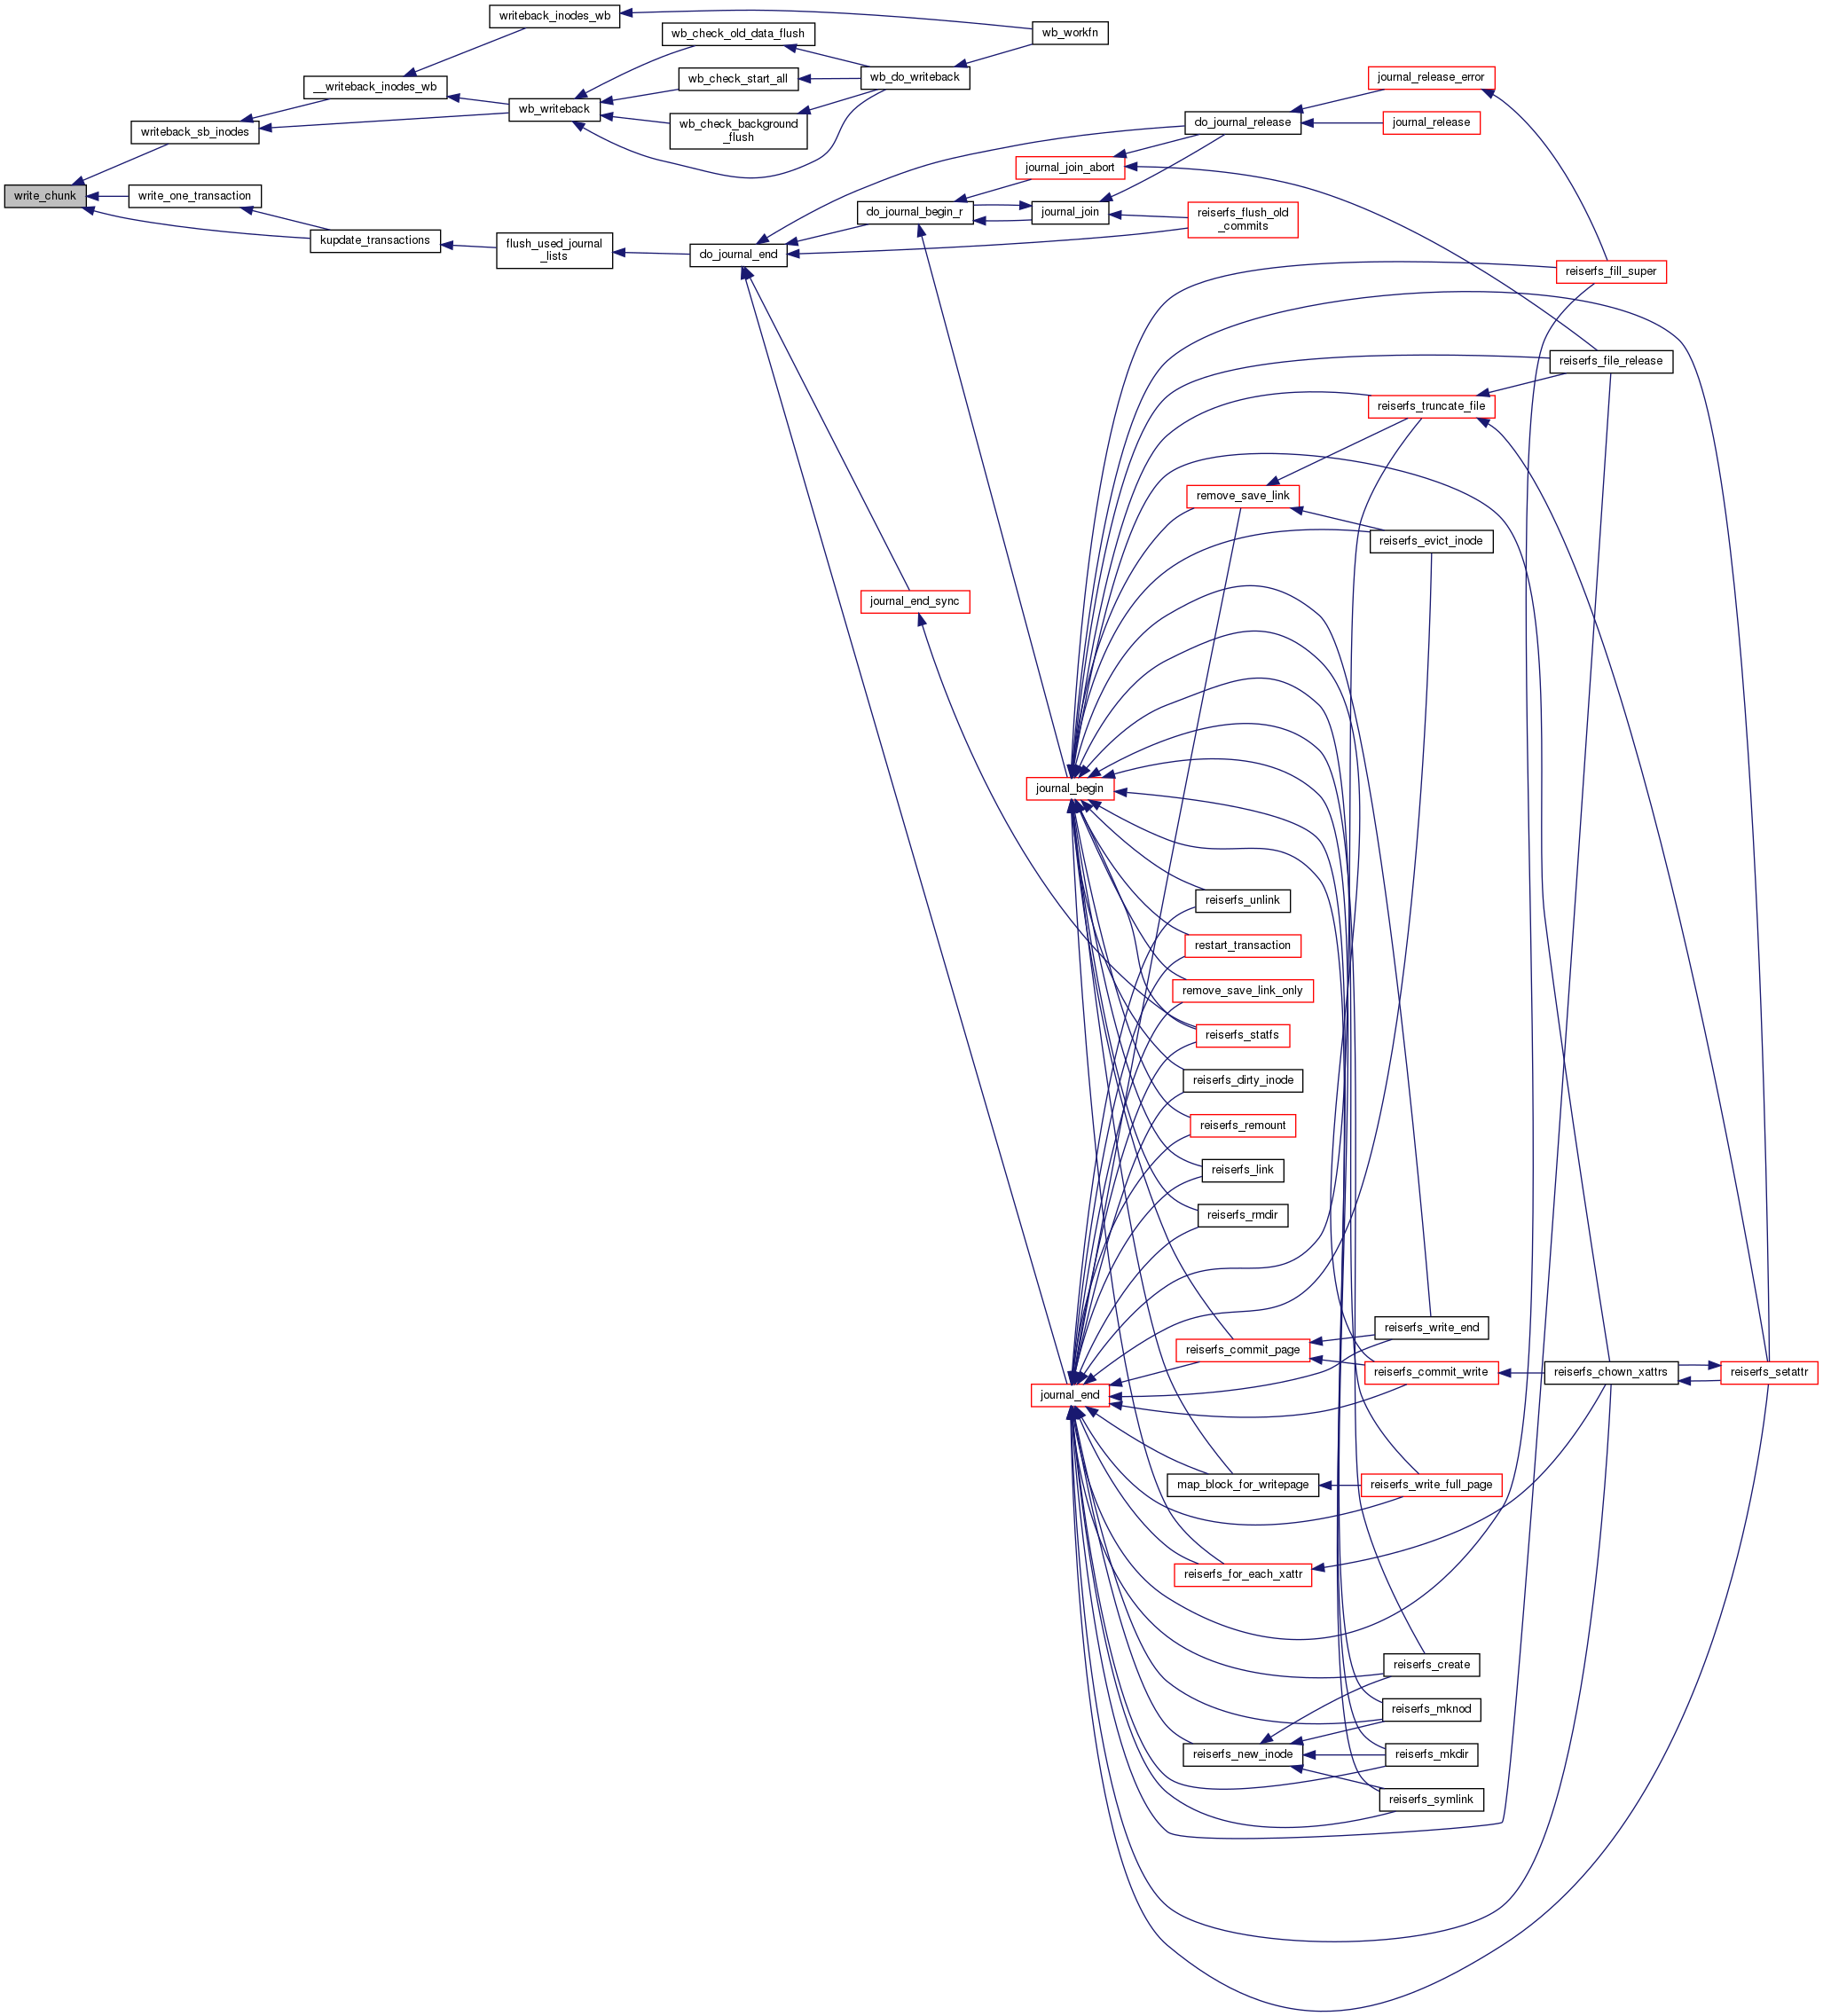 writeback_inodes_wb
wb_check_old_data_flush
wb_workfn
__writeback_inodes_wb
wb_check_start_all
wb_do_writeback
journal_release_error
wb_writeback
writeback_sb_inodes
wb_check_background
_flush
do_journal_release
journal_release
journal_join_abort
write_chunk
write_one_transaction
do_journal_begin_r
journal_join
reiserfs_flush_old
_commits
kupdate_transactions
flush_used_journal
_lists
do_journal_end
reiserfs_fill_super
reiserfs_file_release
reiserfs_truncate_file
remove_save_link
reiserfs_evict_inode
journal_end_sync
journal_begin
reiserfs_unlink
restart_transaction
remove_save_link_only
reiserfs_statfs
reiserfs_dirty_inode
reiserfs_remount
reiserfs_link
reiserfs_rmdir
reiserfs_write_end
reiserfs_commit_page
reiserfs_commit_write
reiserfs_chown_xattrs
reiserfs_setattr
journal_end
map_block_for_writepage
reiserfs_write_full_page
reiserfs_for_each_xattr
reiserfs_create
reiserfs_mknod
reiserfs_new_inode
reiserfs_mkdir
reiserfs_symlink